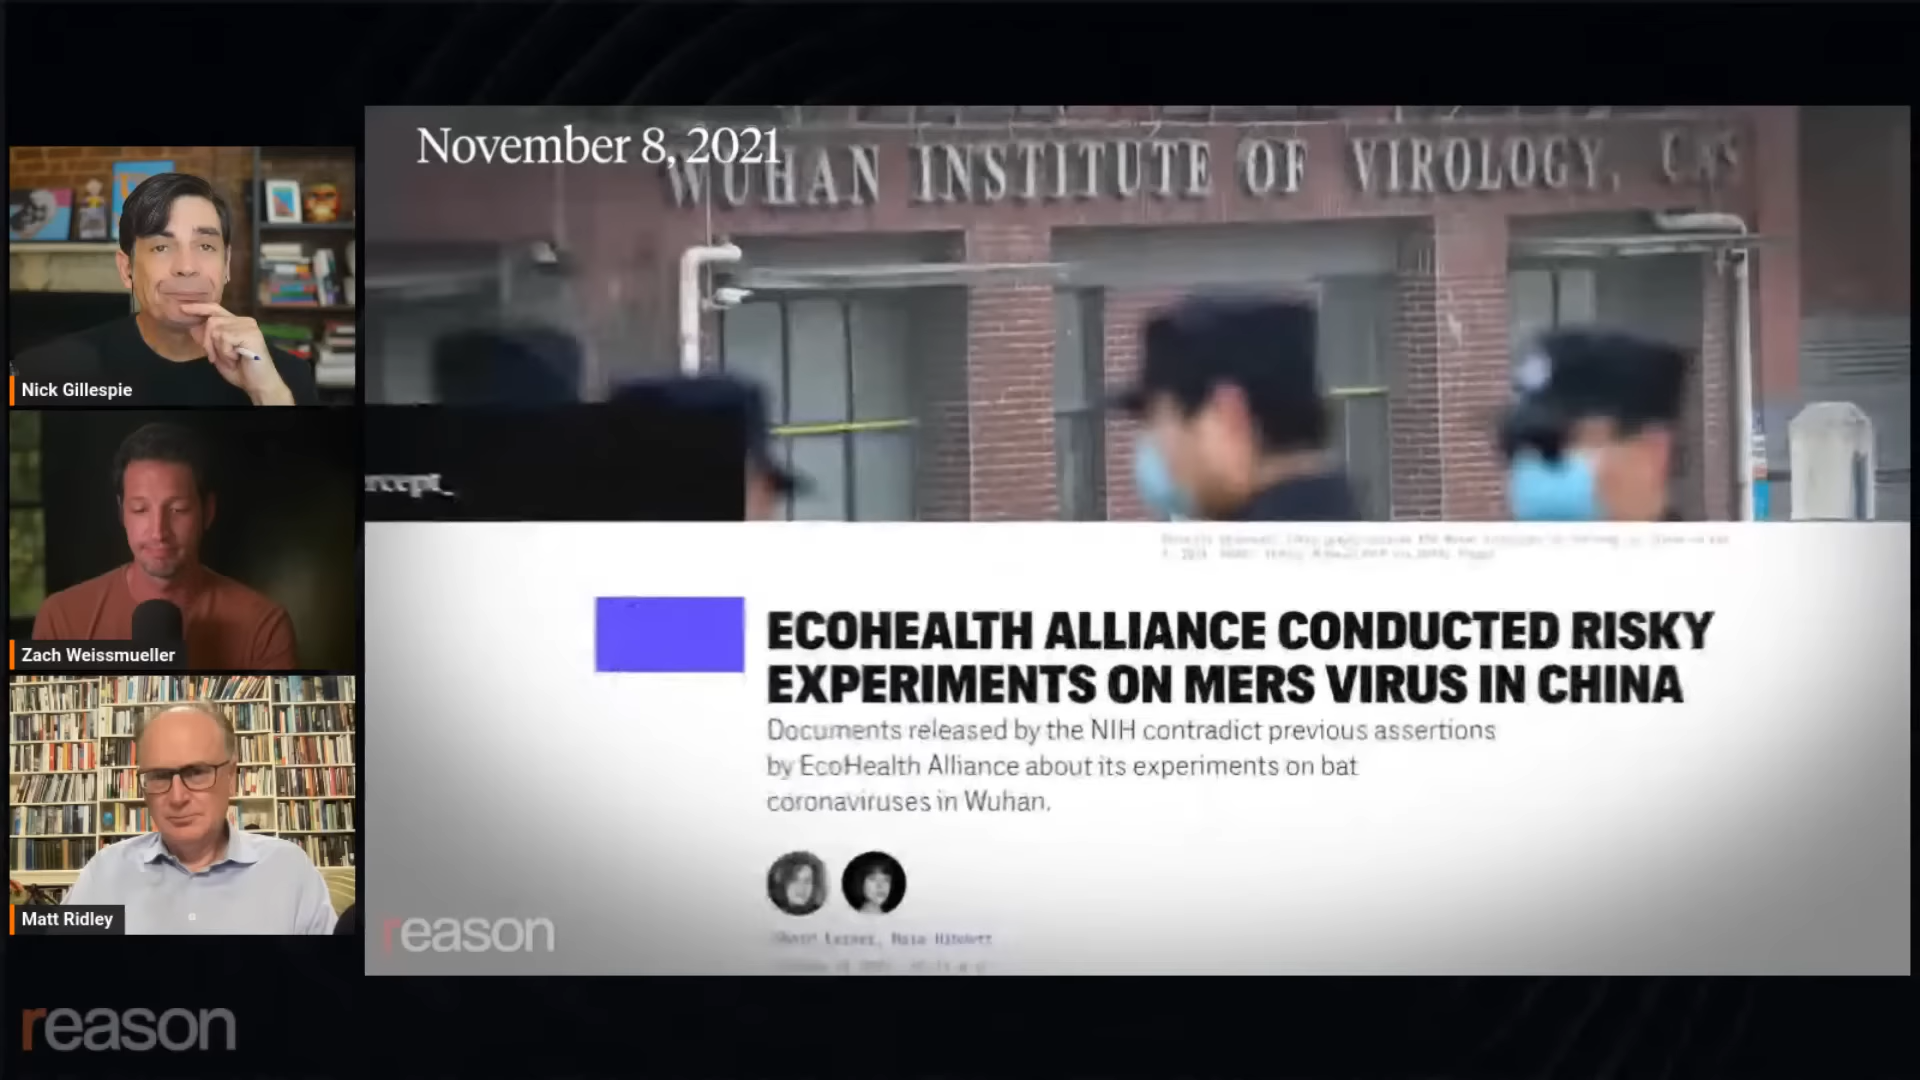 November 8, 2021
WUHAN INSTITUTE OF VIROLOGY, CAS
Nick Gillespie
rcept_
ECOHEALTH ALLIANCE CONDUCTED RISKY
EXPERIMENTS ON MERS VIRUS IN CHINA
Zach Weissmueller
Documents released by the NIH contradict previous assertions
by EcoHealth Alliance about its experiments on bat
coronaviruses in Wuhan.
Matt Ridley
reason
reason